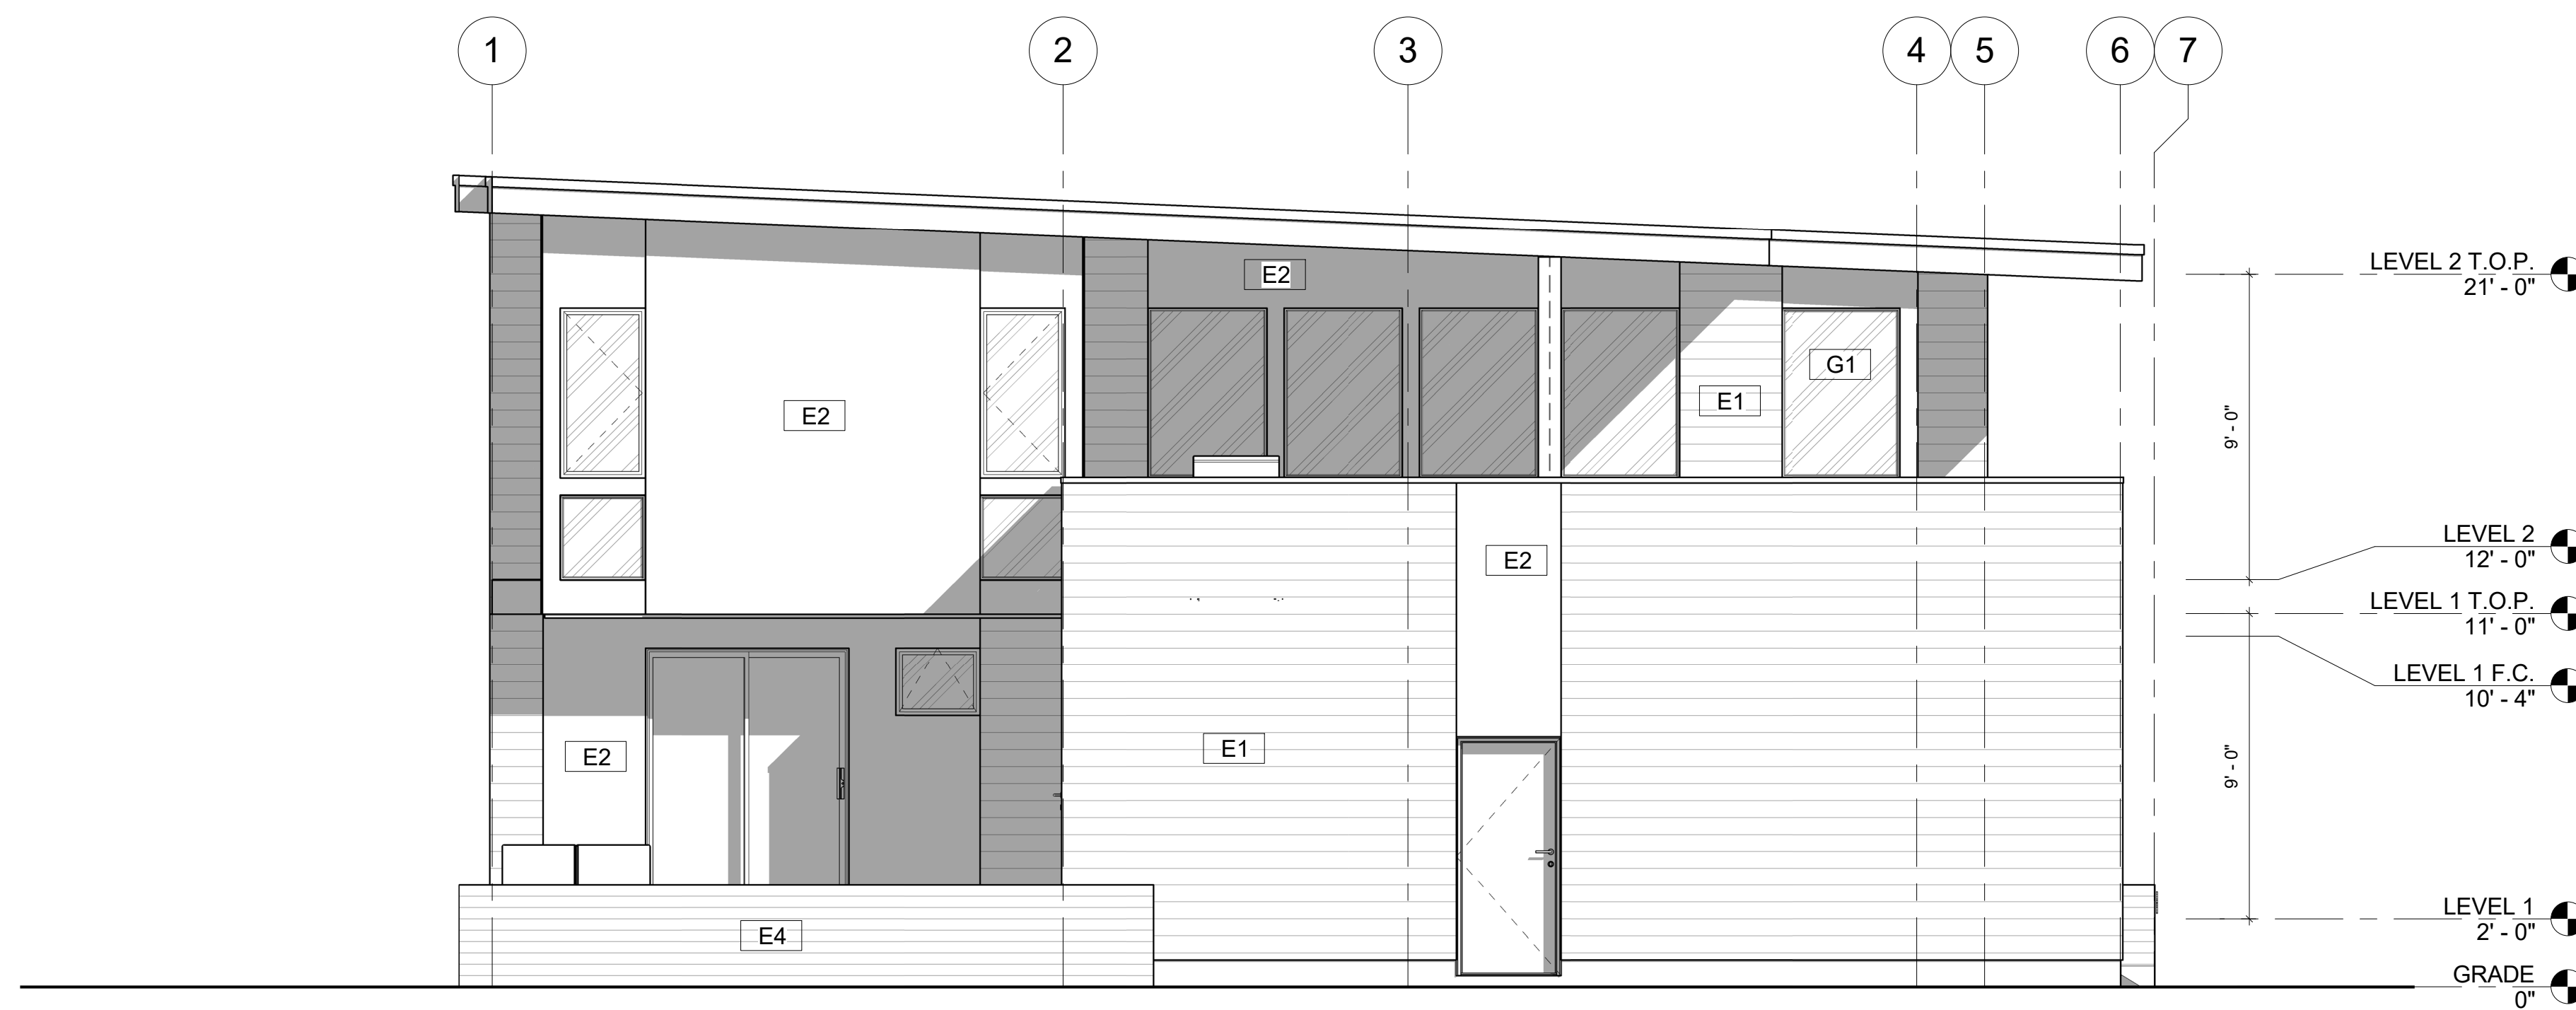 1 2 3 4 5 6 7
LEVEL 2 T.O.P.
21' - 0"
E2
G1
E1
E2
9' - 0"
LEVEL 2
12' - 0"
E2
LEVEL 1 T.O.P.
11' - 0"
LEVEL 1 F.C.
10' - 4"
E2
E1
9' - 0"
LEVEL 1
2' - 0"
E4
GRADE
0"